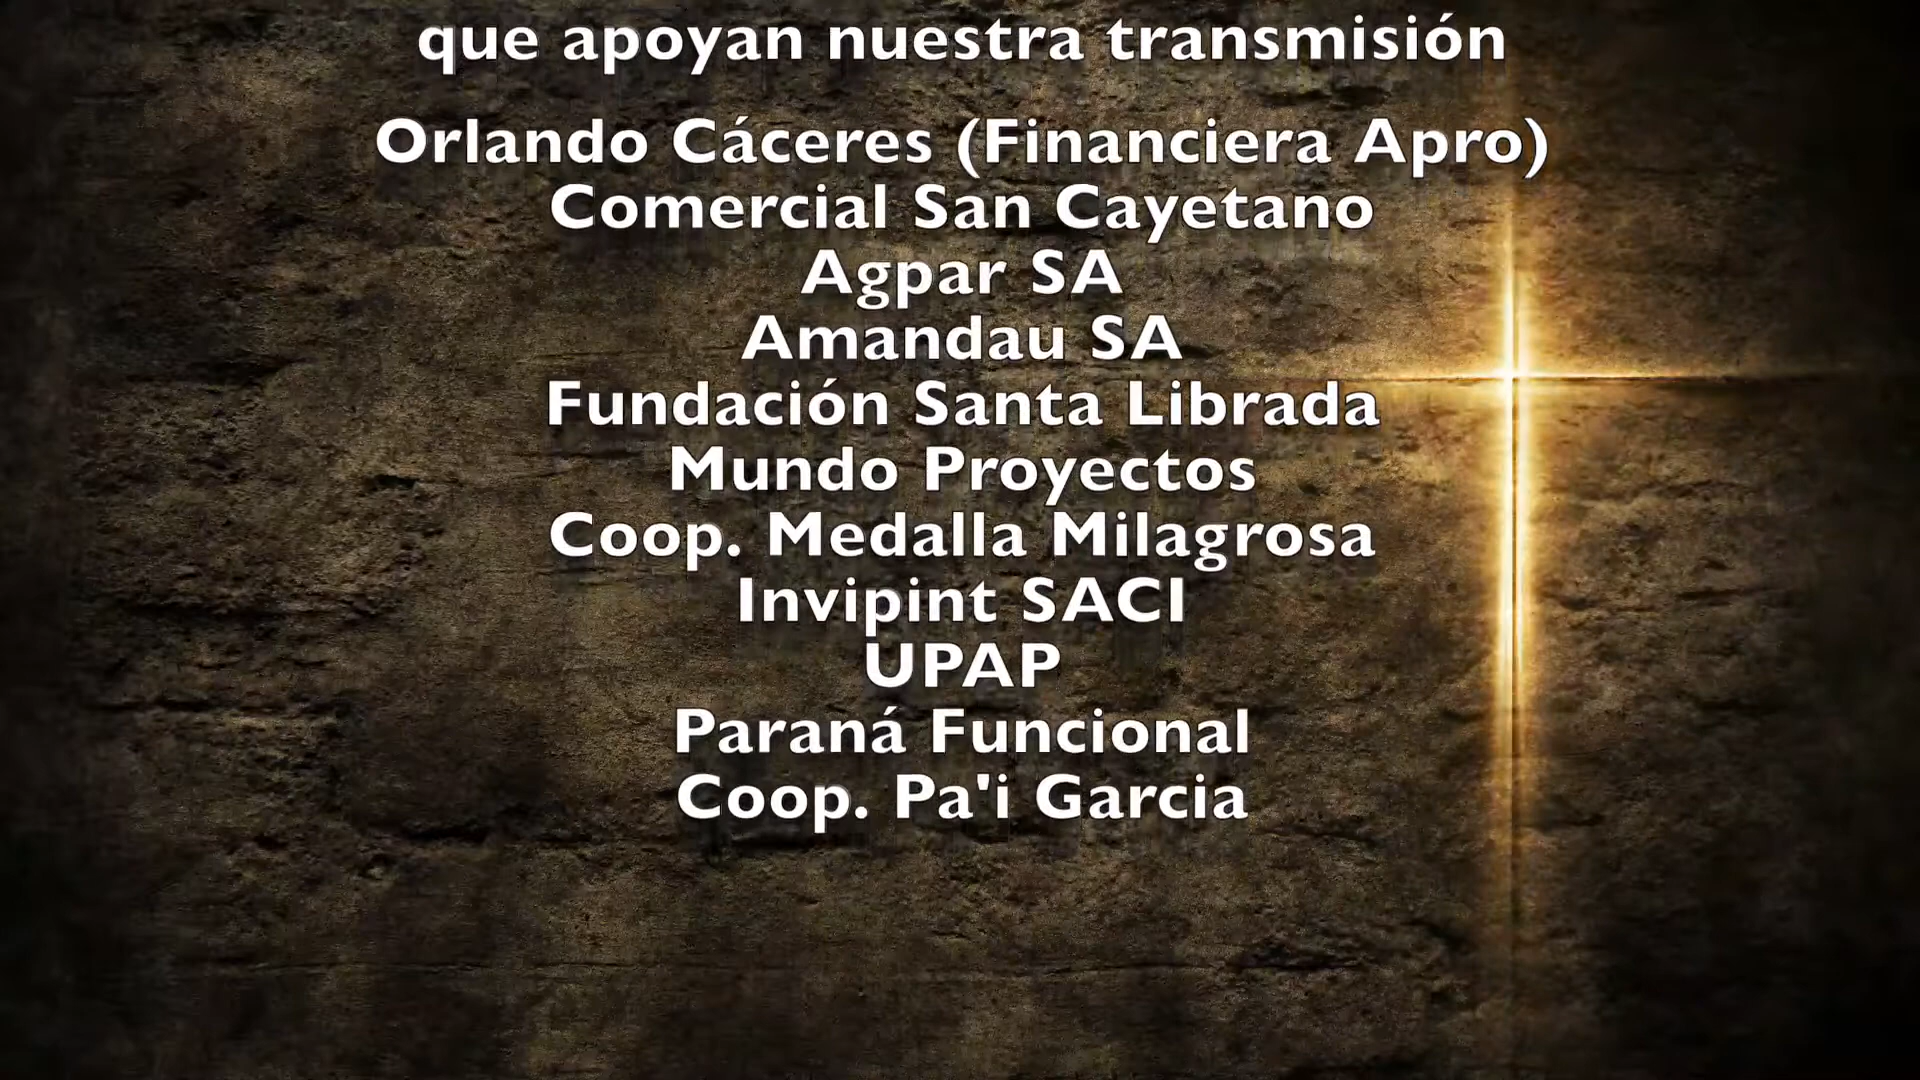 que apoyan nuestra transmisión
Orlando Cáceres (Financiera Apro)
Comercial San Cayetano
Agpar SA
Amandau SA
Fundación Santa Librada
Mundo Proyectos
Coop. Medalla Milagrosa
Invipint SACI
UPAP
Paraná Funcional
Coop. Pa'i Garcia